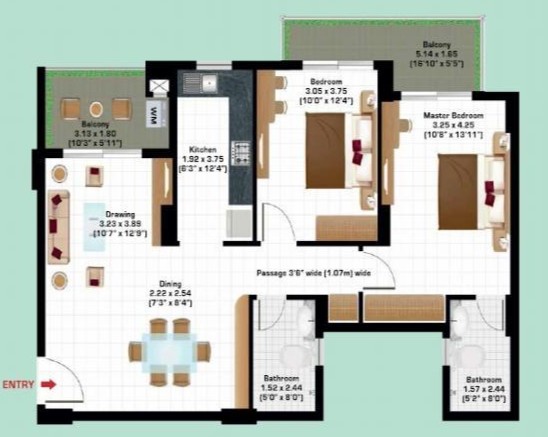 Balcony
5.14 x 1.65
(16'10" x 5'5")
Balcony
3.13 x 1.80
(10'3" x 5'11")
WM
Kitchen
1.92 x 3.75
(6'3" x 12'4")
Bedroom
3.05 x 3.75
(10'0" x 12'4")
Master Bedroom
3.25 x 4.25
(10'8" x 13'11")
Drawing
3.23 x 3.89
(10'7" x 12'9")
Passage 3'6" wide (1.07m) wide
Dining
2.22 x 2.54
(7'3" x 8'4")
ENTRY
Bathroom
1.52 x 2.44
(5'0" x 8'0")
Bathroom
1.57 x 2.44
(5'2" x 8'0")